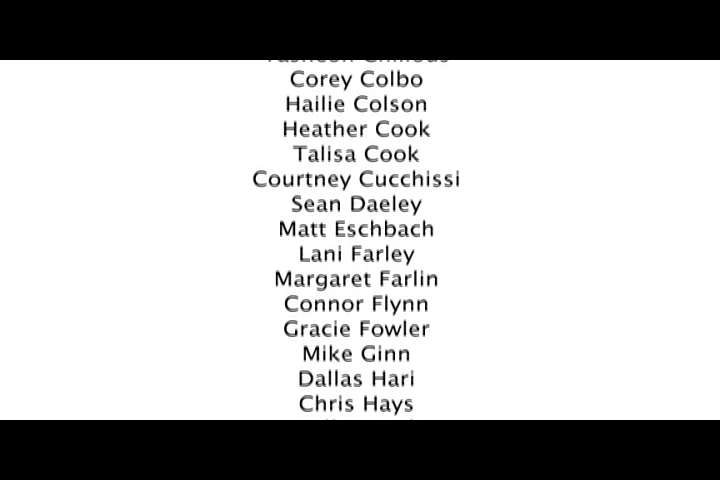 Corey Colbo
Hailie Colson
Heather Cook
Talisa Cook
Courtney Cucchissi
Sean Daeley
Matt Eschbach
Lani Farley
Margaret Farlin
Connor Flynn
Gracie Fowler
Mike Ginn
Dallas Hari
Chris Hays